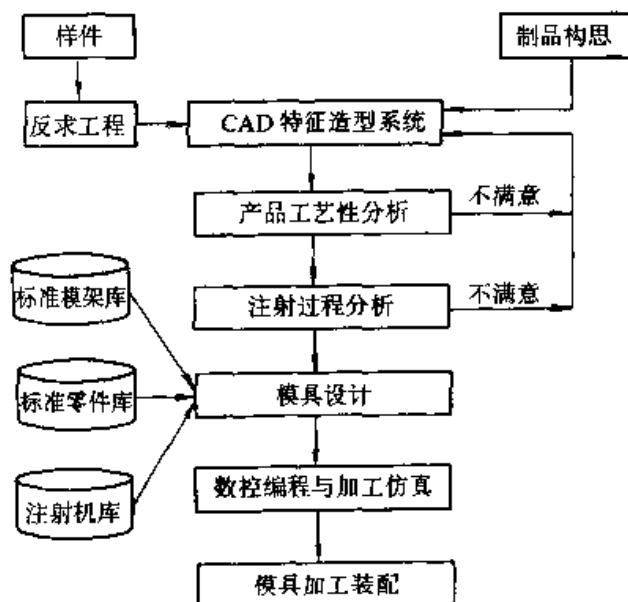 样件
制品构思
反求工程
CAD 特征造型系统
产品工艺性分析
不满意
标准模架库
注射过程分析
不满意
标准零件库
模具设计
注射机库
数控编程与加工仿真
模具加工装配